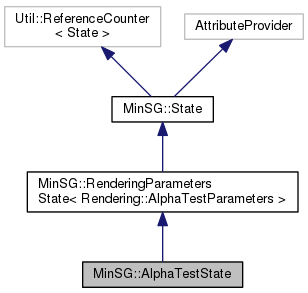 Util::ReferenceCounter
< State >
AttributeProvider
MinSG::State
MinSG::RenderingParameters
State< Rendering::AlphaTestParameters >
MinSG::AlphaTestState